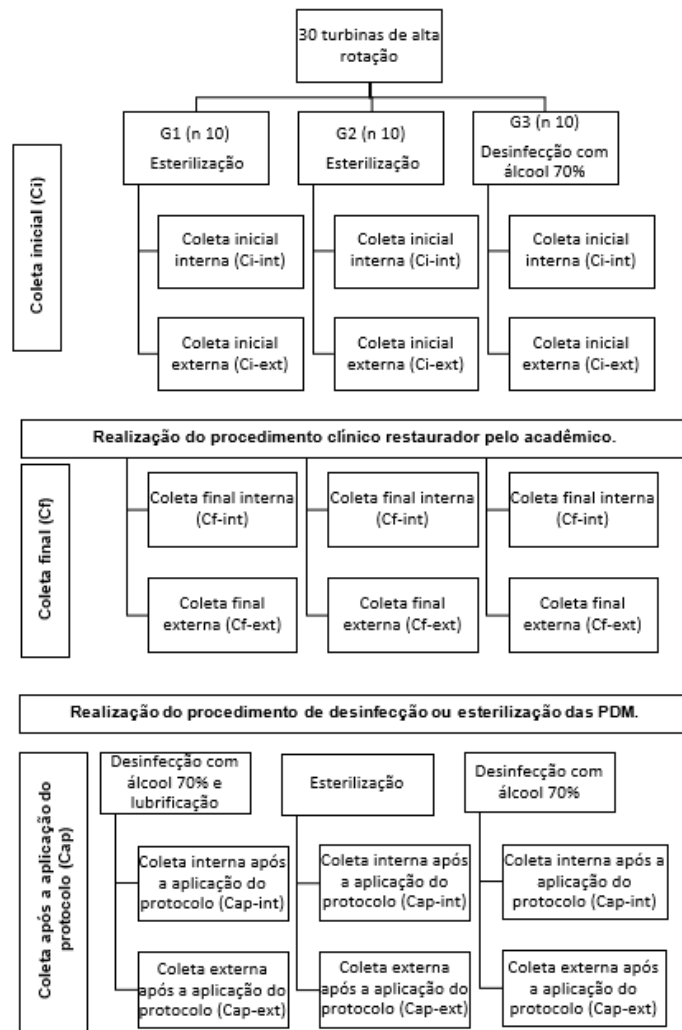 30 turbinas de alta
rotação
G1 (n 10)
Esterilização
G2 (n 10)
Esterilização
G3 (n 10)
Desinfecção com
álcool 70%
Coleta inicial (Ci)
Coleta inicial
interna (Ci-int)
Coleta inicial
interna (Ci-int)
Coleta inicial
interna (Ci-int)
Coleta inicial
externa (Ci-ext)
Coleta inicial
externa (Ci-ext)
Coleta inicial
externa (Ci-ext)
Realização do procedimento clínico restaurador pelo acadêmico.
Coleta final (Cf)
Coleta final interna
(Cf-int)
Coleta final interna
(Cf-int)
Coleta final interna
(Cf-int)
Coleta final
externa (Cf-ext)
Coleta final
externa (Cf-ext)
Coleta final
externa (Cf-ext)
Realização do procedimento de desinfecção ou esterilização das PDM.
Coleta após a aplicação do
protocolo (Cap)
Desinfecção com
álcool 70% e
lubrificação
Esterilização
Desinfecção com
álcool 70%
Coleta interna após
a aplicação do
protocolo (Cap-int)
Coleta interna após
a aplicação do
protocolo (Cap-int)
Coleta interna após a
aplicação do
protocolo (Cap-int)
Coleta externa
após a aplicação do
protocolo (Cap-ext)
Coleta externa
após a aplicação do
protocolo (Cap-ext)
Coleta externa
após a aplicação do
protocolo (Cap-ext)